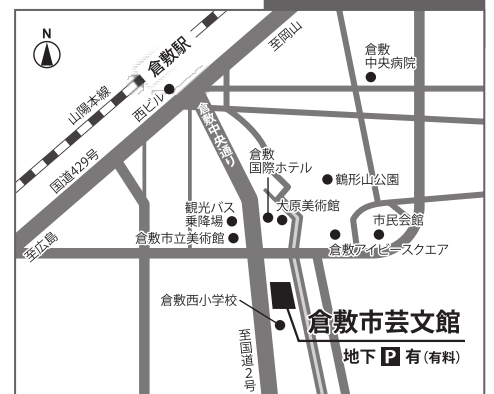 N
倉敷駅
至岡山
倉敷
中央病院
山陽本線
西ビル
倉敷中央通り
国道429号
倉敷
国際ホテル
鶴形山公園
観光バス
乗降場
大原美術館
市民会館
倉敷市立美術館
至広島
倉敷アイビースクエア
倉敷西小学校
倉敷市芸文館
地下 P 有(有料)
至国道2号